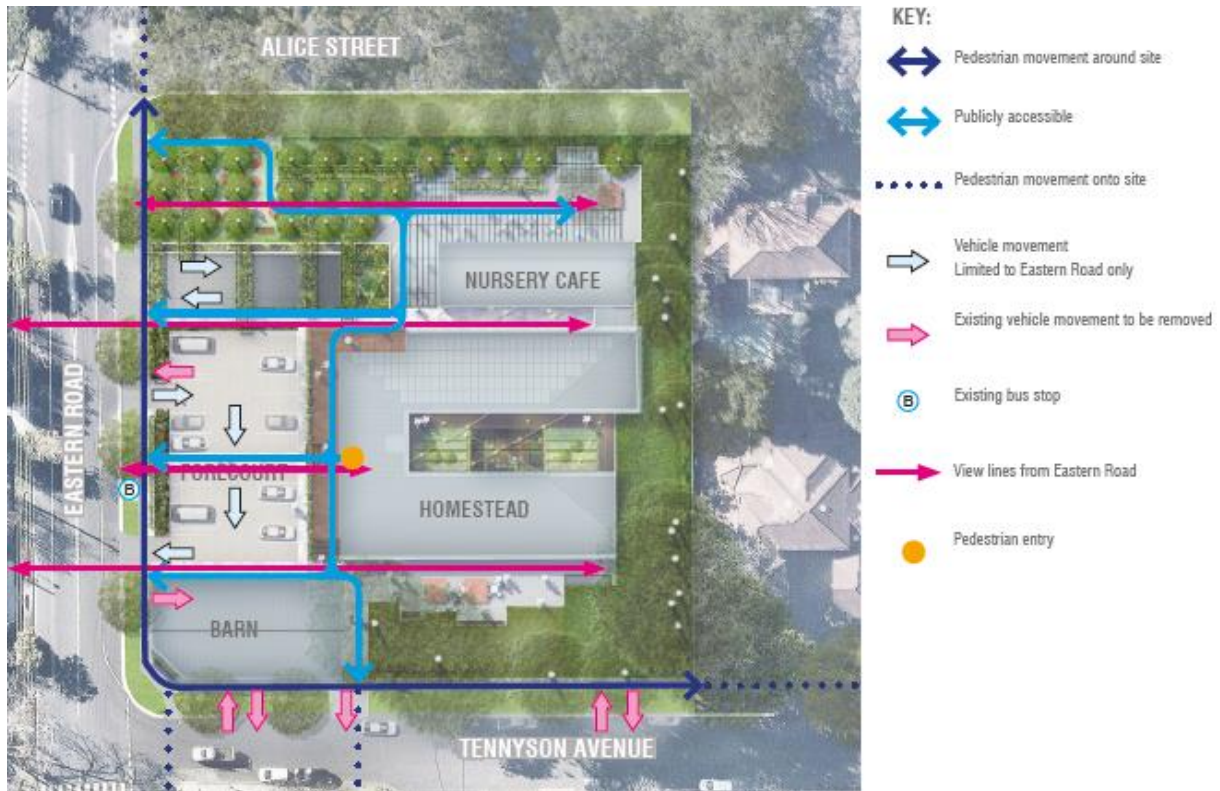 ALICE STREET
NURSERY CAFE
EASTERN ROAD
FORECOURT
B
HOMESTEAD
BARN
TENNYSON AVENUE
KEY:
Pedestrian movement around site
Publicly accessible
Pedestrian movement onto site
Vehicle movement
Limited to Eastern Road only
Existing vehicle movement to be removed
B
Existing bus stop
View lines from Eastern Road
Pedestrian entry